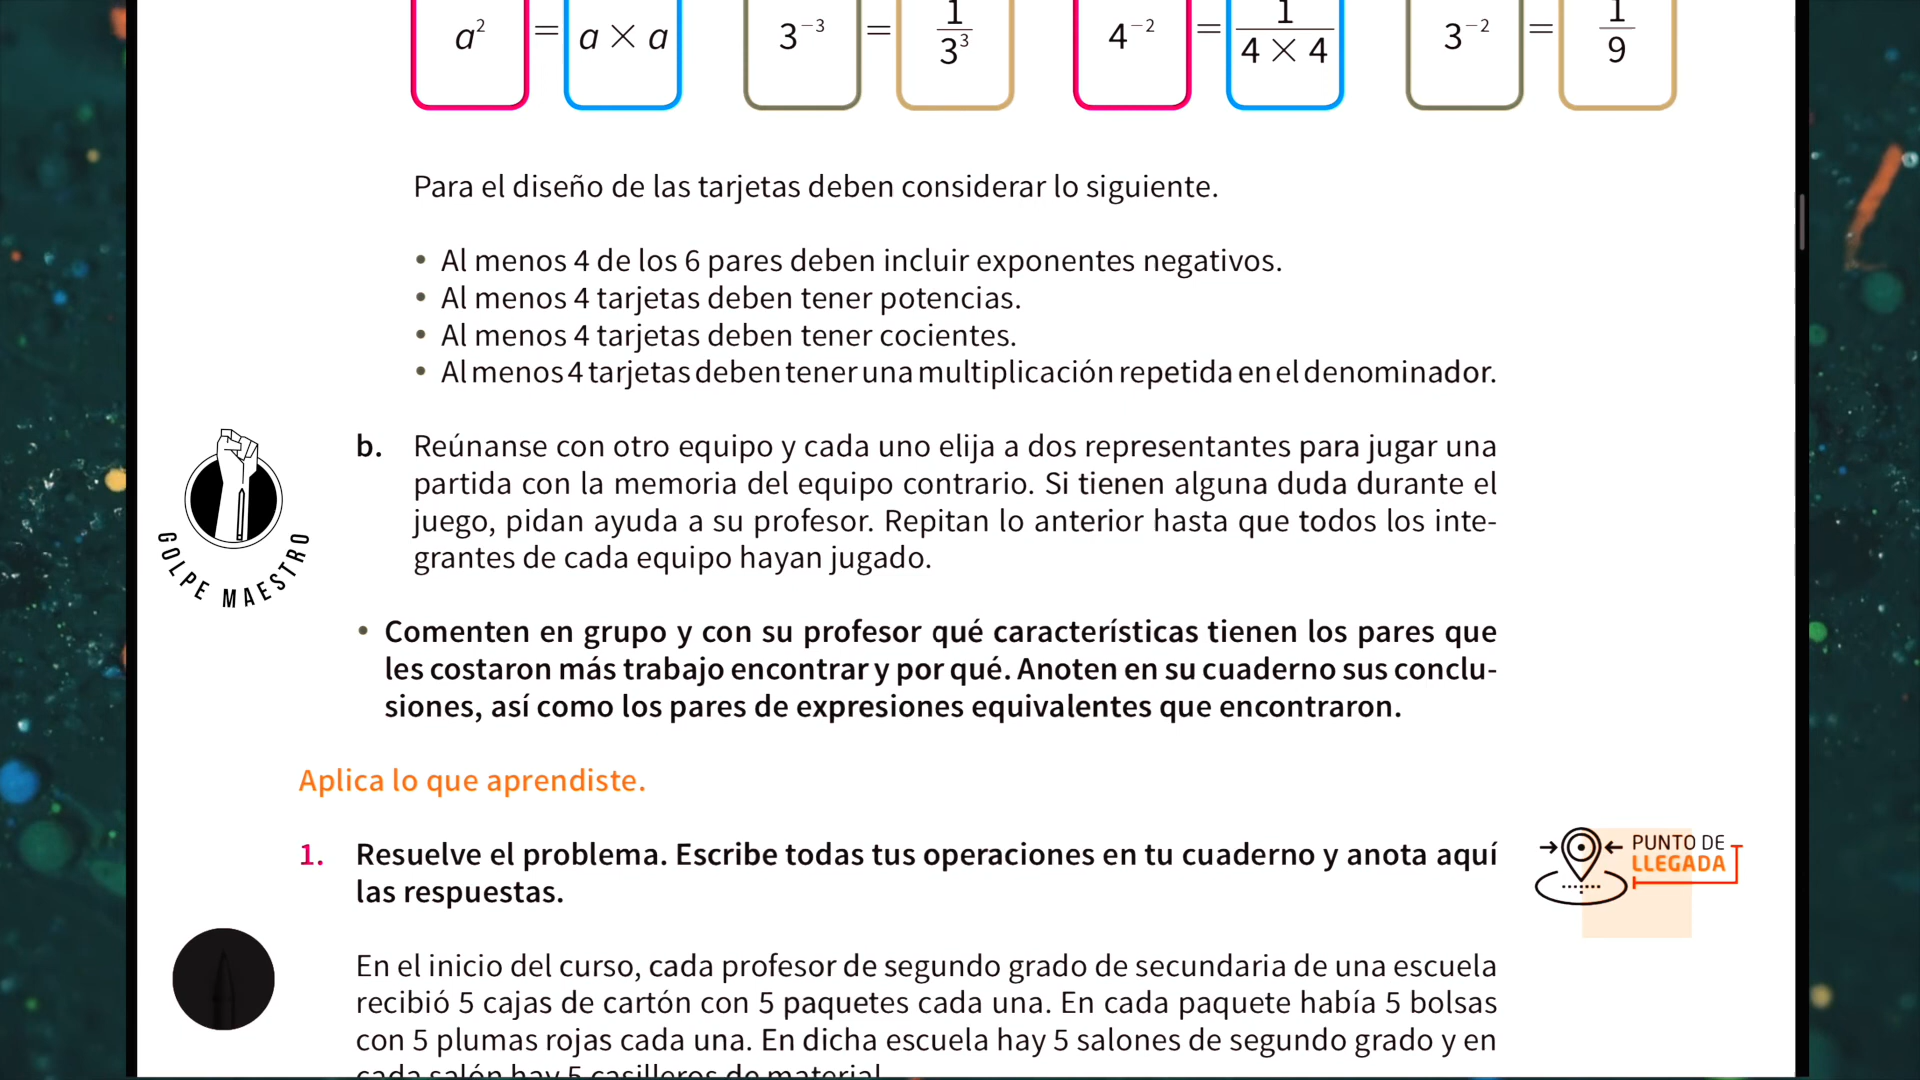 a² = a × a 3⁻³ = 1/3³ 4⁻² = 1/(4 × 4) 3⁻² = 1/9
Para el diseño de las tarjetas deben considerar lo siguiente.
• Al menos 4 de los 6 pares deben incluir exponentes negativos.
• Al menos 4 tarjetas deben tener potencias.
• Al menos 4 tarjetas deben tener cocientes.
• Al menos 4 tarjetas deben tener una multiplicación repetida en el denominador.
GOLPE MAESTRO
b. Reúnanse con otro equipo y cada uno elija a dos representantes para jugar una
partida con la memoria del equipo contrario. Si tienen alguna duda durante el
juego, pidan ayuda a su profesor. Repitan lo anterior hasta que todos los inte-
grantes de cada equipo hayan jugado.
• Comenten en grupo y con su profesor qué características tienen los pares que
les costaron más trabajo encontrar y por qué. Anoten en su cuaderno sus conclu-
siones, así como los pares de expresiones equivalentes que encontraron.
Aplica lo que aprendiste.
1. Resuelve el problema. Escribe todas tus operaciones en tu cuaderno y anota aquí
las respuestas.
PUNTO DE
LLEGADA
En el inicio del curso, cada profesor de segundo grado de secundaria de una escuela
recibió 5 cajas de cartón con 5 paquetes cada una. En cada paquete había 5 bolsas
con 5 plumas rojas cada una. En dicha escuela hay 5 salones de segundo grado y en
cada salón hay 5 casilleros de material